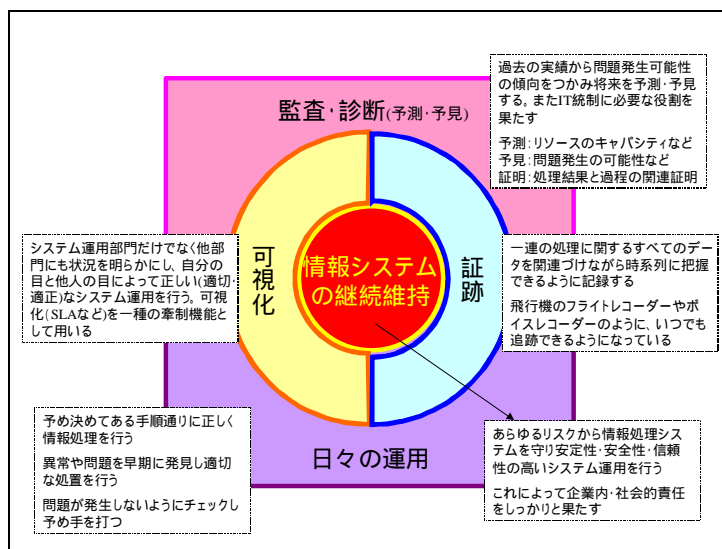 過去の実績から問題発生可能性
の傾向をつかみ将来を予測・予見
する。またIT統制に必要な役割を
果たす
予測:リソースのキャパシティなど
予見:問題発生の可能性など
証明:処理結果と過程の関連証明
監査・診断(予測・予見)
システム運用部門だけでなく他部
門にも状況を明らかにし、自分の
目と他人の目によって正しい(適切・
適正)なシステム運用を行う。可視
化(SLAなど)を一種の牽制機能と
して用いる
可視化
情報システム
の継続維持
証跡
一連の処理に関するすべてのデー
タを関連づけながら時系列に把握
できるように記録する
飛行機のフライトレコーダーやボ
イスレコーダーのように、いつでも
追跡できるようになっている
予め決めてある手順通りに正しく
情報処理を行う
異常や問題を早期に発見し適切
な処置を行う
問題が発生しないようにチェックし
予め手を打つ
日々の運用
あらゆるリスクから情報処理シス
テムを守り安定性・安全性・信頼
性の高いシステム運用を行う
これによって企業内・社会的責任
をしっかりと果たす